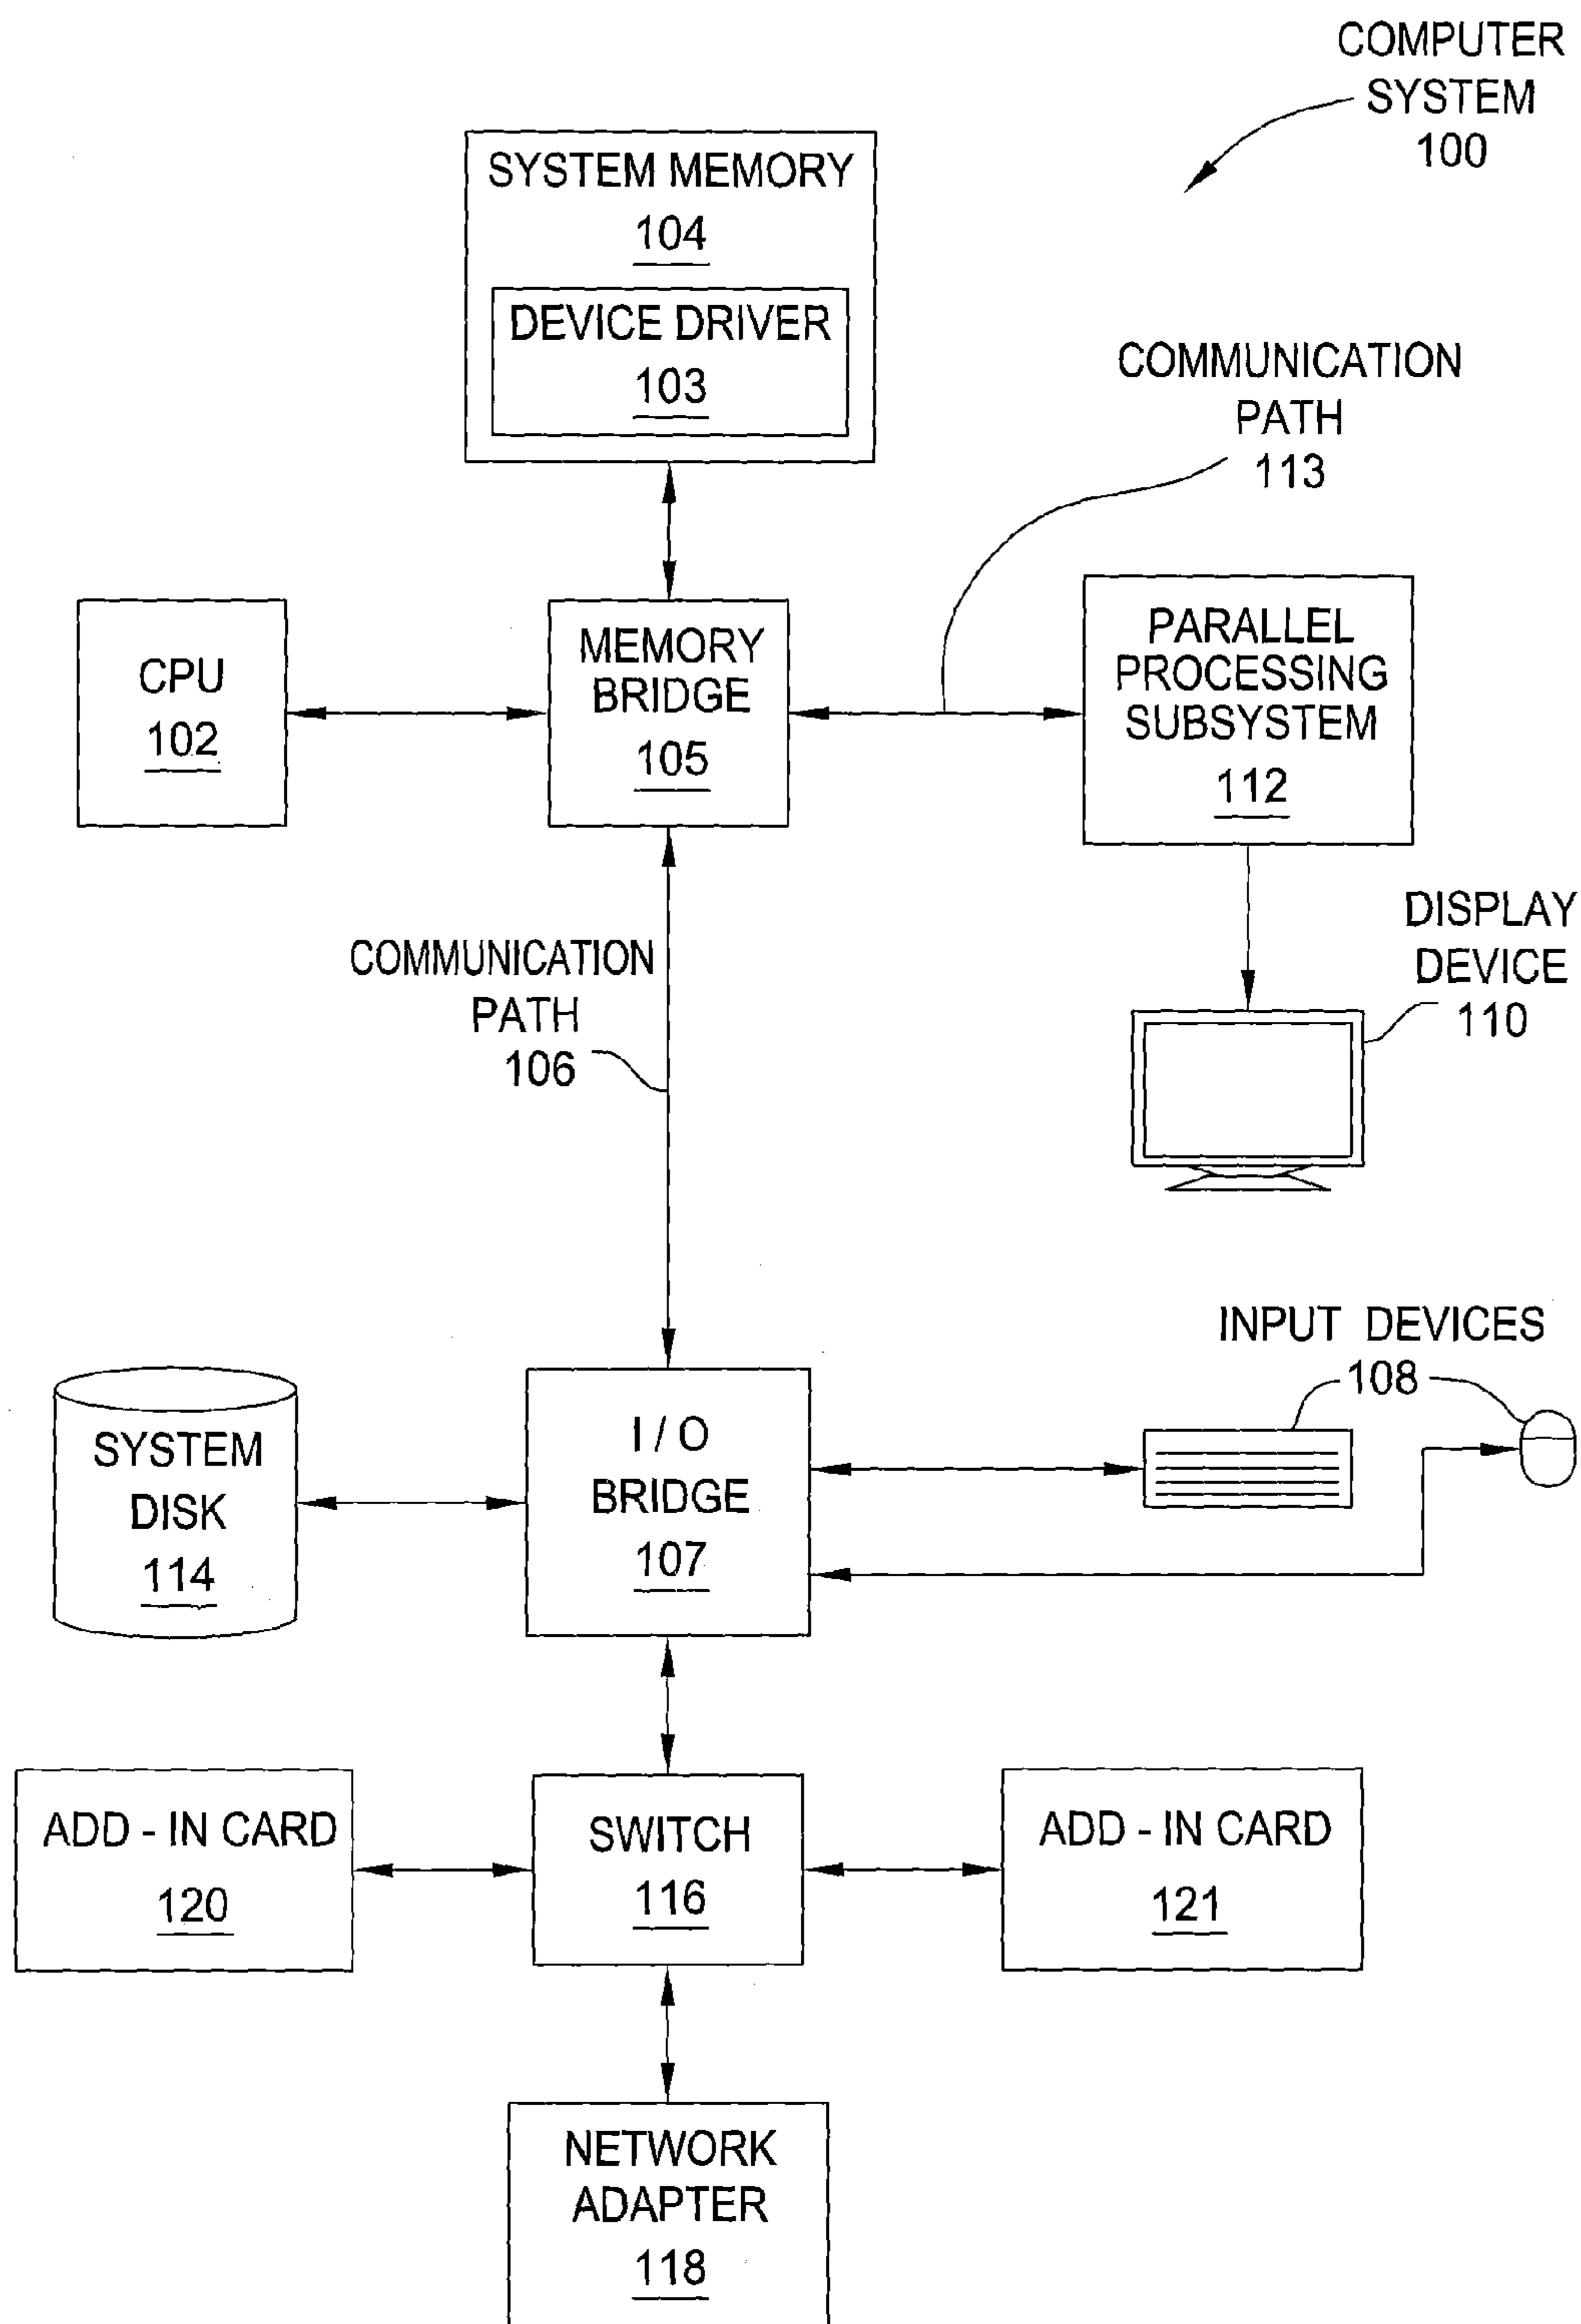 COMPUTER
SYSTEM
100
SYSTEM MEMORY
104
DEVICE DRIVER
103
COMMUNICATION
PATH
113
CPU
102
MEMORY
BRIDGE
105
PARALLEL
PROCESSING
SUBSYSTEM
112
DISPLAY
DEVICE
110
COMMUNICATION
PATH
106
INPUT DEVICES
108
SYSTEM
DISK
114
I / O
BRIDGE
107
ADD - IN CARD
120
SWITCH
116
ADD - IN CARD
121
NETWORK
ADAPTER
118